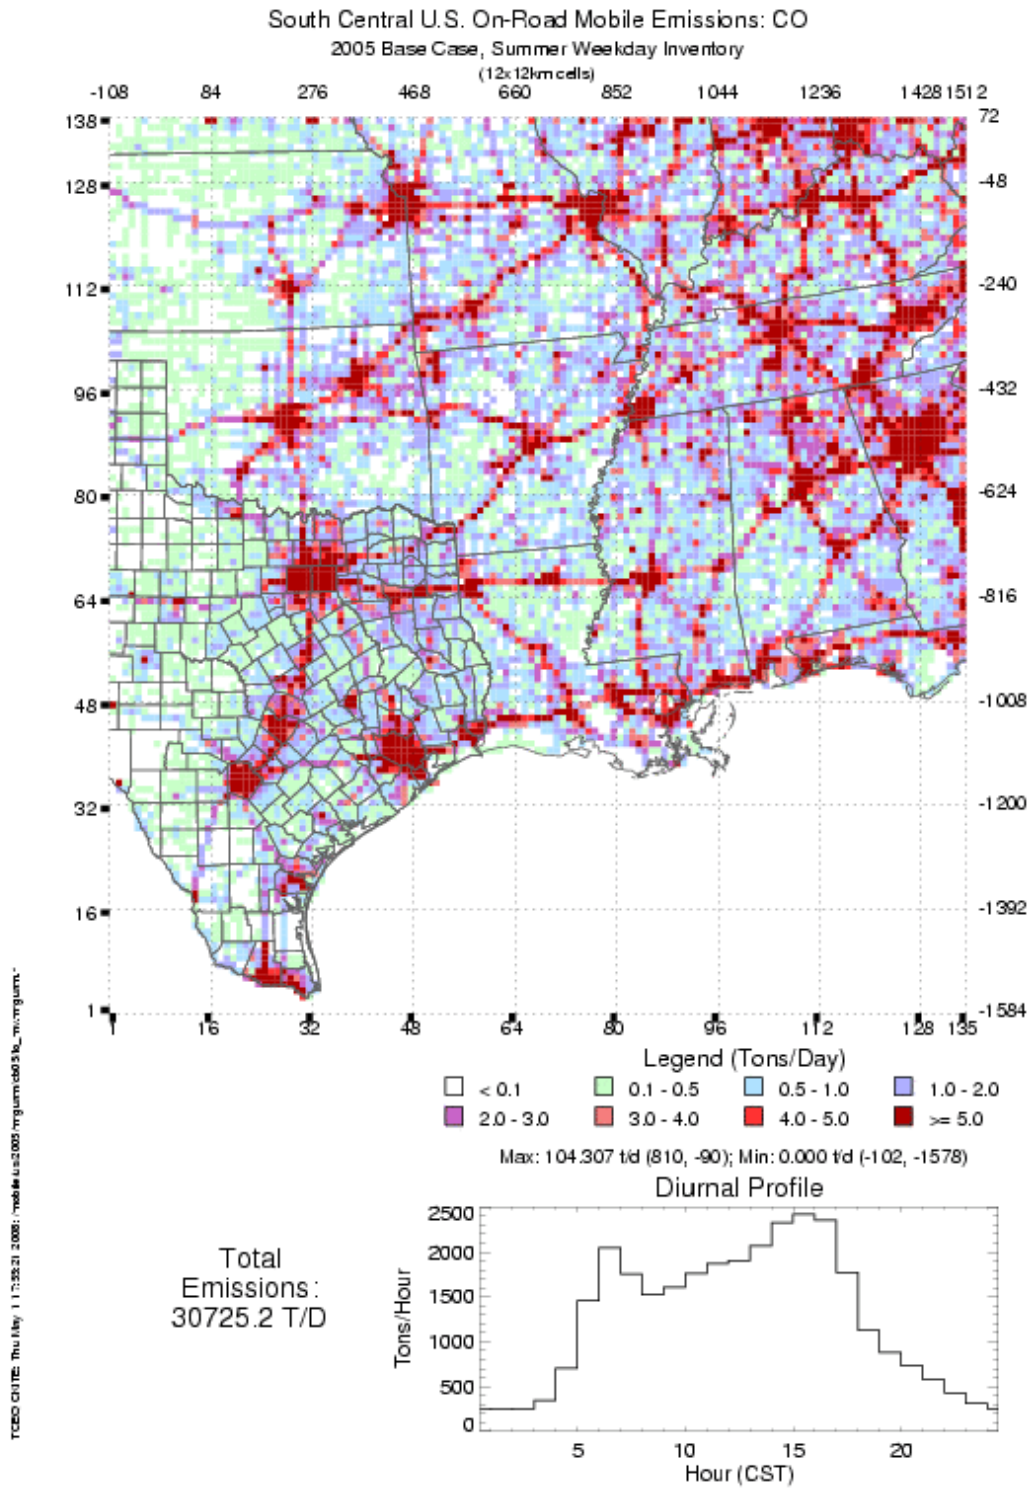 South Central U.S. On-Road Mobile Emissions: CO
2005 Base Case, Summer Weekday Inventory
(12x12km cells)
-108 84 276 468 660 852 1044 1236 1428 1512
138 72
128 -48
112 -240
96 -432
80 -624
64 -816
48 -1008
32 -1200
16 -1392
1 -1584
1 16 32 48 64 80 96 112 128 135
Legend (Tons/Day)
< 0.1 0.1 - 0.5 0.5 - 1.0 1.0 - 2.0
2.0 - 3.0 3.0 - 4.0 4.0 - 5.0 >= 5.0
Max: 104.307 t/d (810, -90); Min: 0.000 t/d (-102, -1578)
Diurnal Profile
Total
Emissions:
30725.2 T/D
Tons/Hour
2500
2000
1500
1000
500
0
5 10 15 20
Hour (CST)